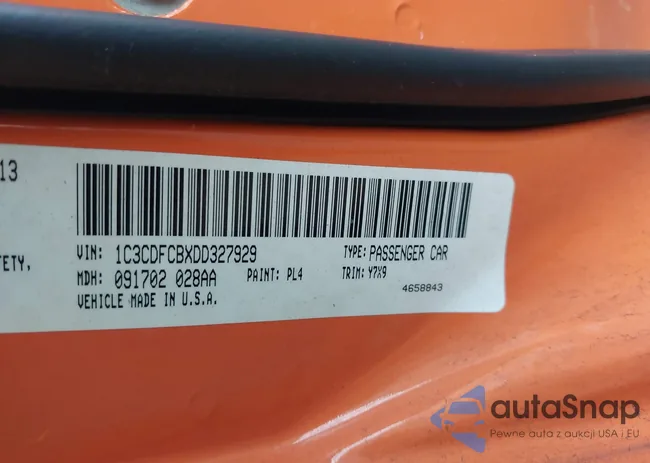 13
VIN: 1C3CDFCBXDD327929 TYPE: PASSENGER CAR
FETY,
MDH: 091702 028AA PAINT: PL4 TRIM: Y7X9
VEHICLE MADE IN U.S.A. 4658843
autaSnap
Pewne auta z aukcji USA i EU